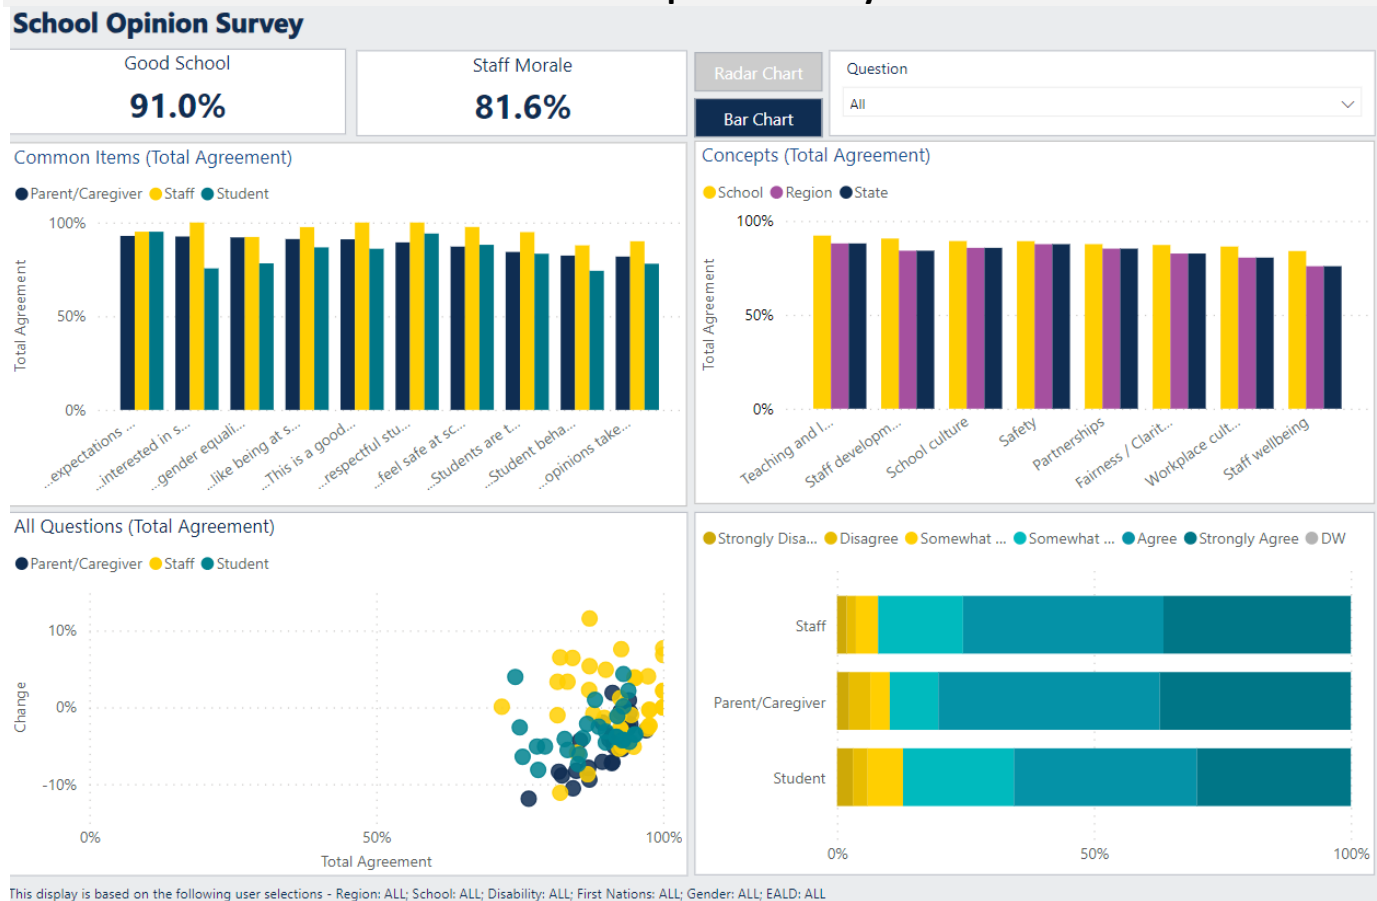 School Opinion Survey
Good School
91.0%
Staff Morale
81.6%
Radar Chart
Bar Chart
Question
All
Common Items (Total Agreement)
Parent/Caregiver Staff Student
100%
50%
0%
Total Agreement
...expectations ...
...interested in s...
...gender equali...
...like being at s...
...This is a good...
...respectful stu...
...feel safe at sc...
...Students are t...
...Student beha...
...opinions take...
Concepts (Total Agreement)
School Region State
100%
50%
0%
Total Agreement
Teaching and l...
Staff developm...
School culture
Safety
Partnerships
Fairness / Clarit...
Workplace cult...
Staff wellbeing
All Questions (Total Agreement)
Parent/Caregiver Staff Student
10%
0%
-10%
Change
0% 50% 100%
Total Agreement
Strongly Disa... Disagree Somewhat ... Somewhat ... Agree Strongly Agree DW
Staff
Parent/Caregiver
Student
0% 50% 100%
This display is based on the following user selections - Region: ALL; School: ALL; Disability: ALL; First Nations: ALL; Gender: ALL; EALD: ALL